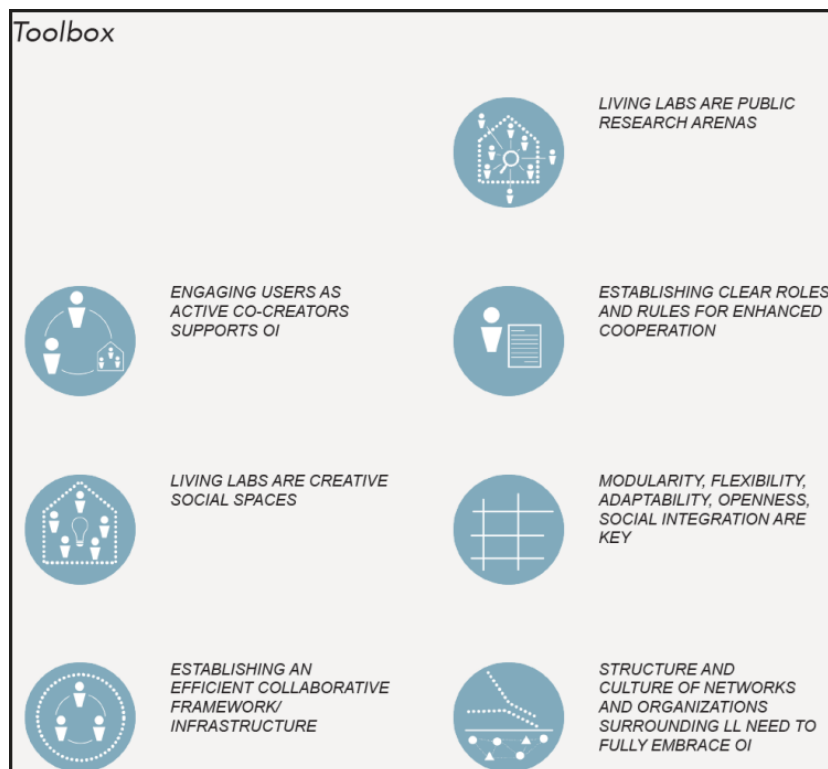 Toolbox
LIVING LABS ARE PUBLIC
RESEARCH ARENAS
ENGAGING USERS AS
ACTIVE CO-CREATORS
SUPPORTS OI
ESTABLISHING CLEAR ROLES
AND RULES FOR ENHANCED
COOPERATION
LIVING LABS ARE CREATIVE
SOCIAL SPACES
MODULARITY, FLEXIBILITY,
ADAPTABILITY, OPENNESS,
SOCIAL INTEGRATION ARE
KEY
ESTABLISHING AN
EFFICIENT COLLABORATIVE
FRAMEWORK/
INFRASTRUCTURE
STRUCTURE AND
CULTURE OF NETWORKS
AND ORGANIZATIONS
SURROUNDING LL NEED TO
FULLY EMBRACE OI